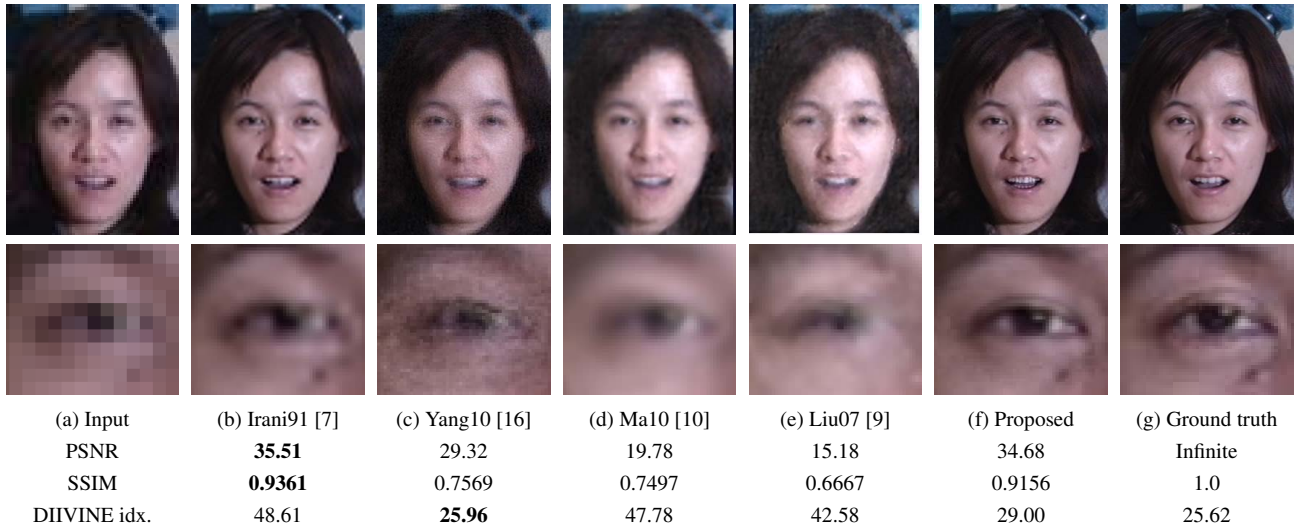 (a) Input (b) Irani91 [7] (c) Yang10 [16] (d) Ma10 [10] (e) Liu07 [9] (f) Proposed (g) Ground truth
PSNR 35.51 29.32 19.78 15.18 34.68 Infinite
SSIM 0.9361 0.7569 0.7497 0.6667 0.9156 1.0
DIIVINE idx. 48.61 25.96 47.78 42.58 29.00 25.62